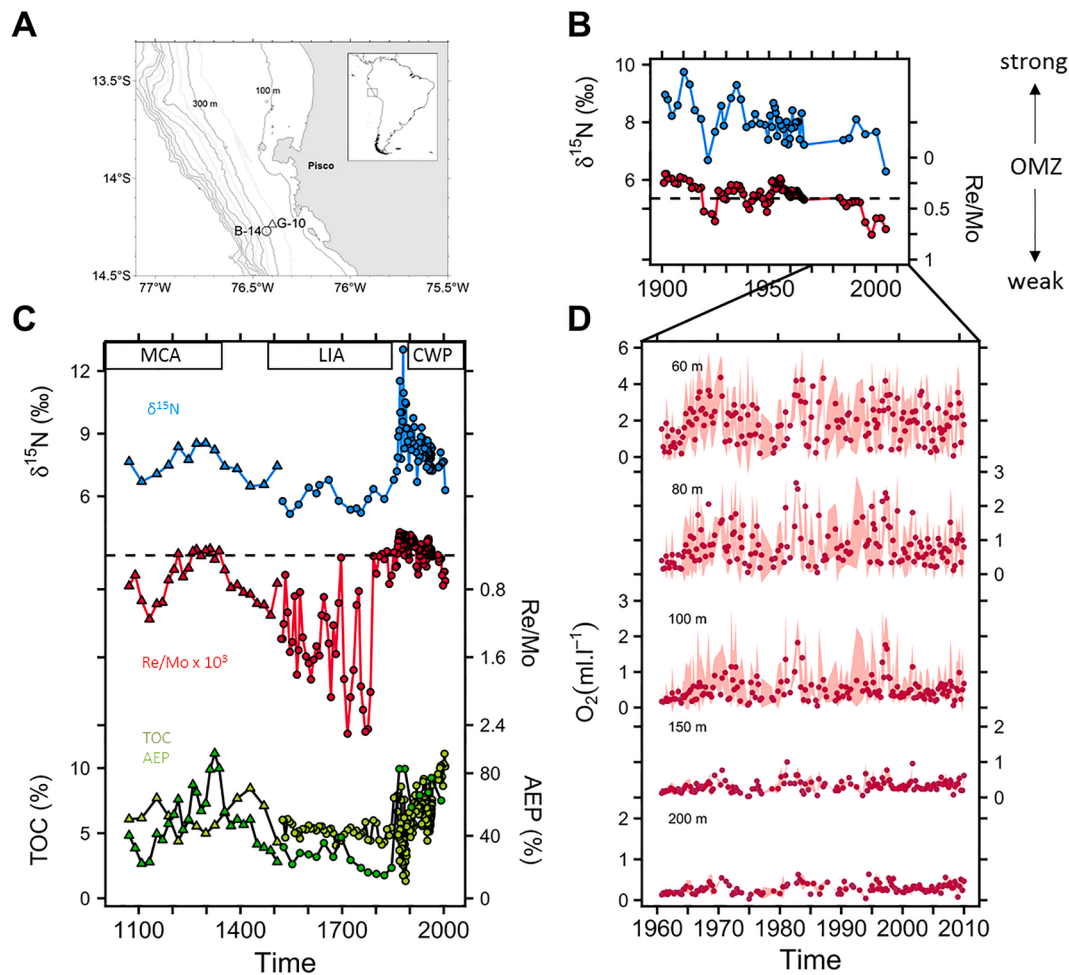 A
13.5°S
14°S
14.5°S
77°W
76.5°W
76°W
75.5°W
300 m
100 m
Pisco
B-14
G-10
B
δ15N (‰)
10
8
6
0
0.5
1
Re/Mo
1900
1950
2000
strong
OMZ
weak
C
MCA
LIA
CWP
δ15N (‰)
12
9
6
δ15N
0.8
1.6
2.4
Re/Mo
Re/Mo x 10³
TOC
AEP
TOC (%)
10
5
0
80
40
0
AEP (%)
1100
1400
1700
2000
Time
D
O₂(ml.l⁻¹)
60 m
6
4
2
0
80 m
3
2
1
0
100 m
3
2
1
0
150 m
2
1
0
200 m
2
1
0
1960
1970
1980
1990
2000
2010
Time